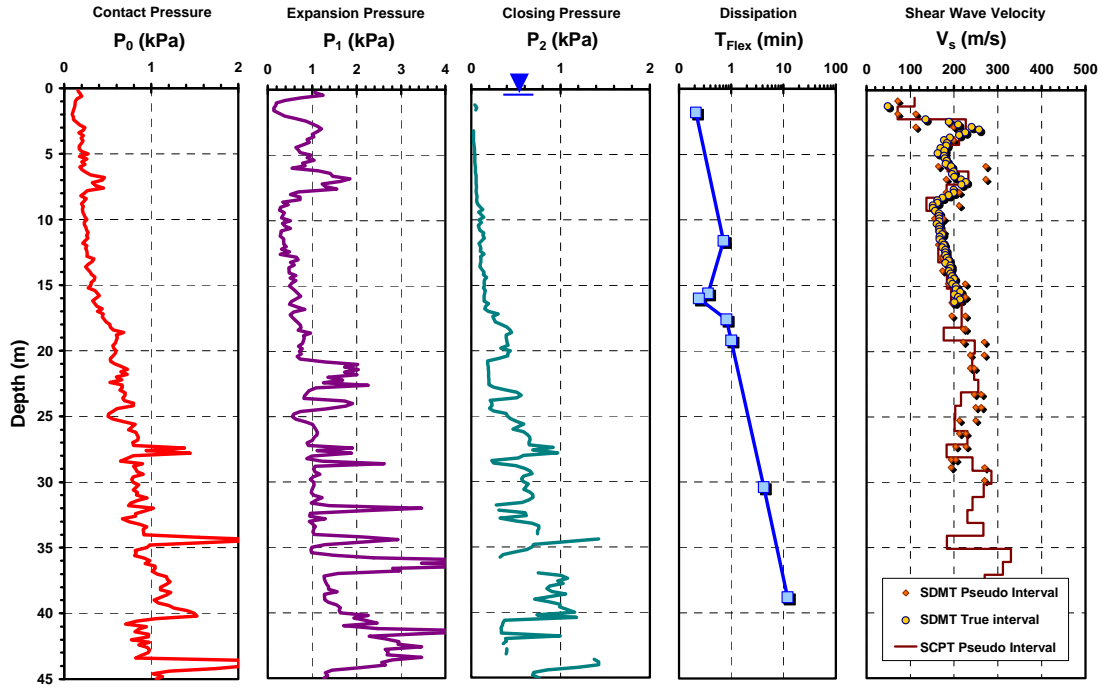 Contact Pressure Expansion Pressure Closing Pressure Dissipation Shear Wave Velocity
P0 (kPa) P1 (kPa) P2 (kPa) TFlex (min) Vs (m/s)
0 1 2 0 1 2 3 4 0 1 2 0 1 10 100 0 100 200 300 400 500
Depth (m)
0
5
10
15
20
25
30
35
40
45
SDMT Pseudo Interval
SDMT True interval
SCPT Pseudo Interval